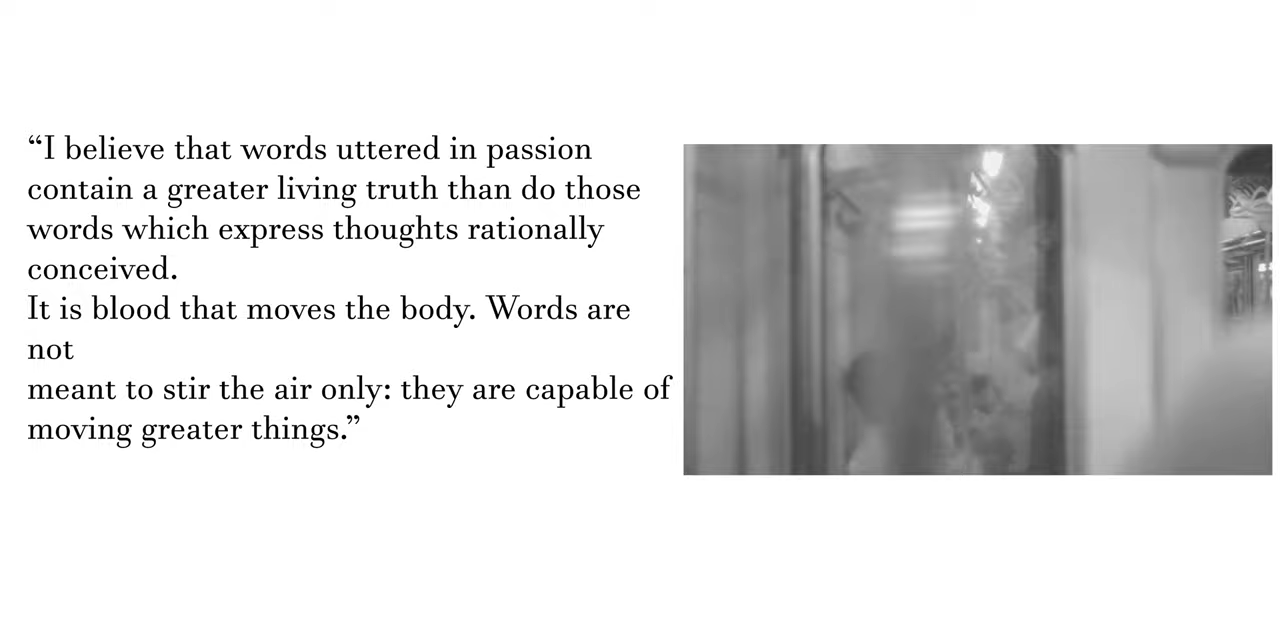 “I believe that words uttered in passion
contain a greater living truth than do those
words which express thoughts rationally
conceived.
It is blood that moves the body. Words are
not
meant to stir the air only: they are capable of
moving greater things.”